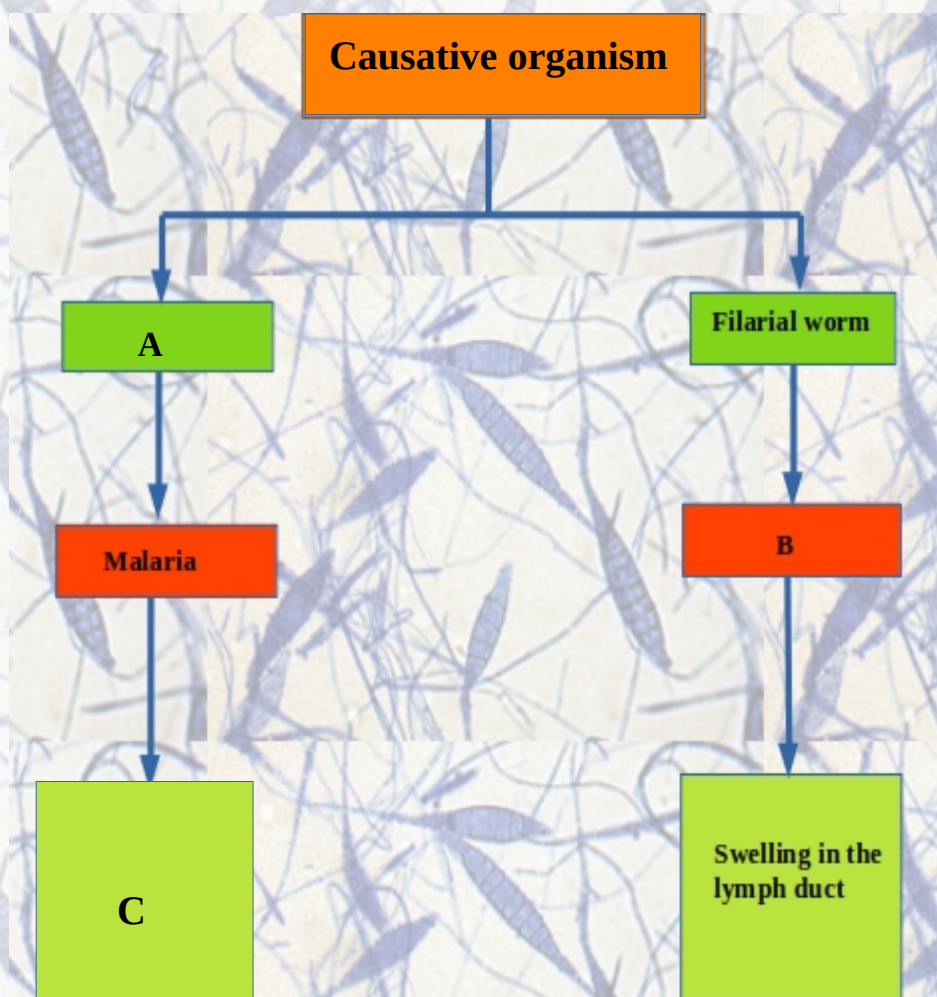 Causative organism
A
Filarial worm
Malaria
B
C
Swelling in the
lymph duct